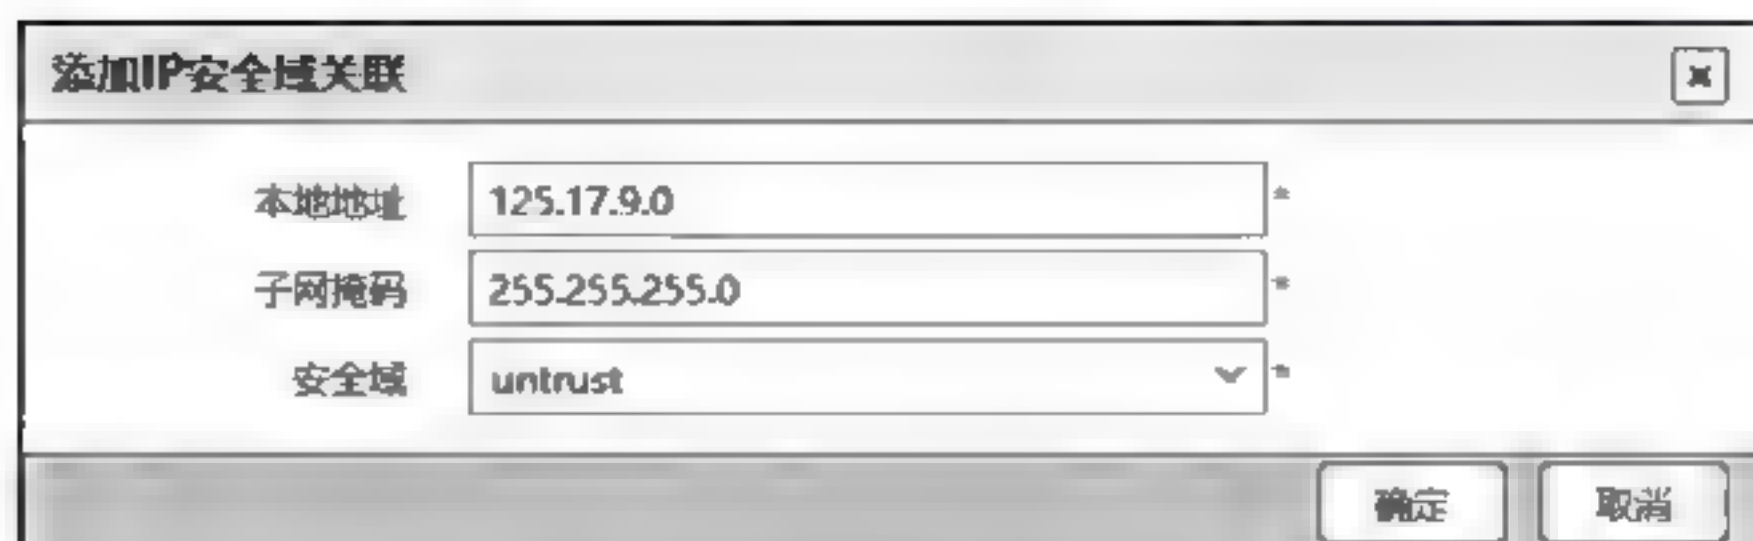 添加IP安全域关联
本地地址 125.17.9.0 *
子网掩码 255.255.255.0 *
安全域 untrust *
确定 取消